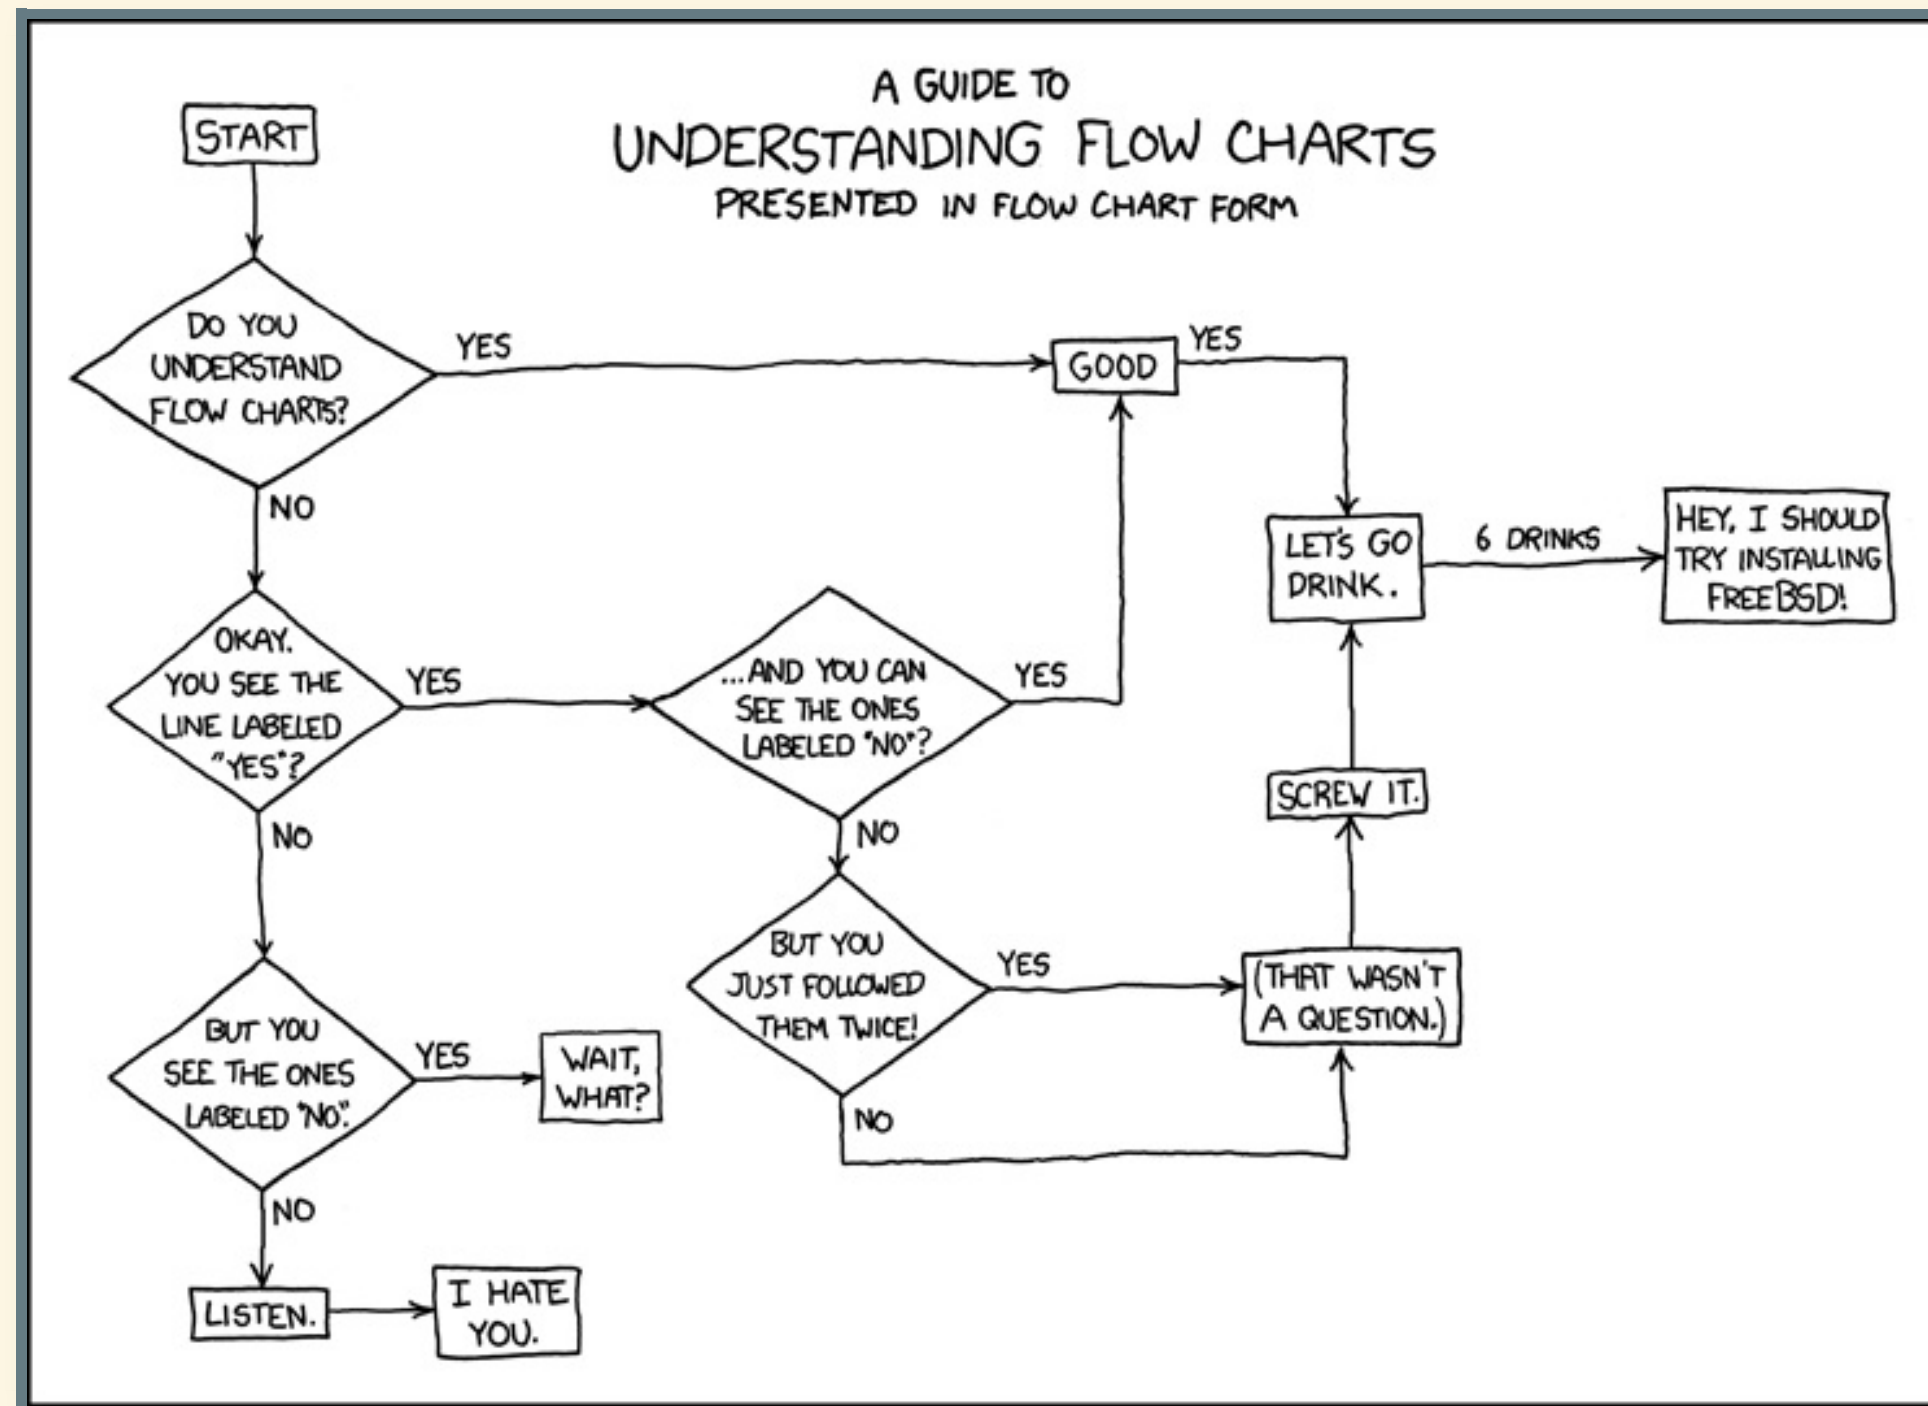 A GUIDE TO
UNDERSTANDING FLOW CHARTS
PRESENTED IN FLOW CHART FORM
START
DO YOU
UNDERSTAND
FLOW CHARTS?
YES
GOOD
YES
NO
LET'S GO
DRINK.
6 DRINKS
HEY, I SHOULD
TRY INSTALLING
FREEBSD!
OKAY.
YOU SEE THE
LINE LABELED
"YES"?
YES
...AND YOU CAN
SEE THE ONES
LABELED "NO"?
YES
NO
NO
SCREW IT.
BUT YOU
JUST FOLLOWED
THEM TWICE!
YES
(THAT WASN'T
A QUESTION.)
NO
BUT YOU
SEE THE ONES
LABELED "NO".
YES
WAIT,
WHAT?
NO
LISTEN.
I HATE
YOU.